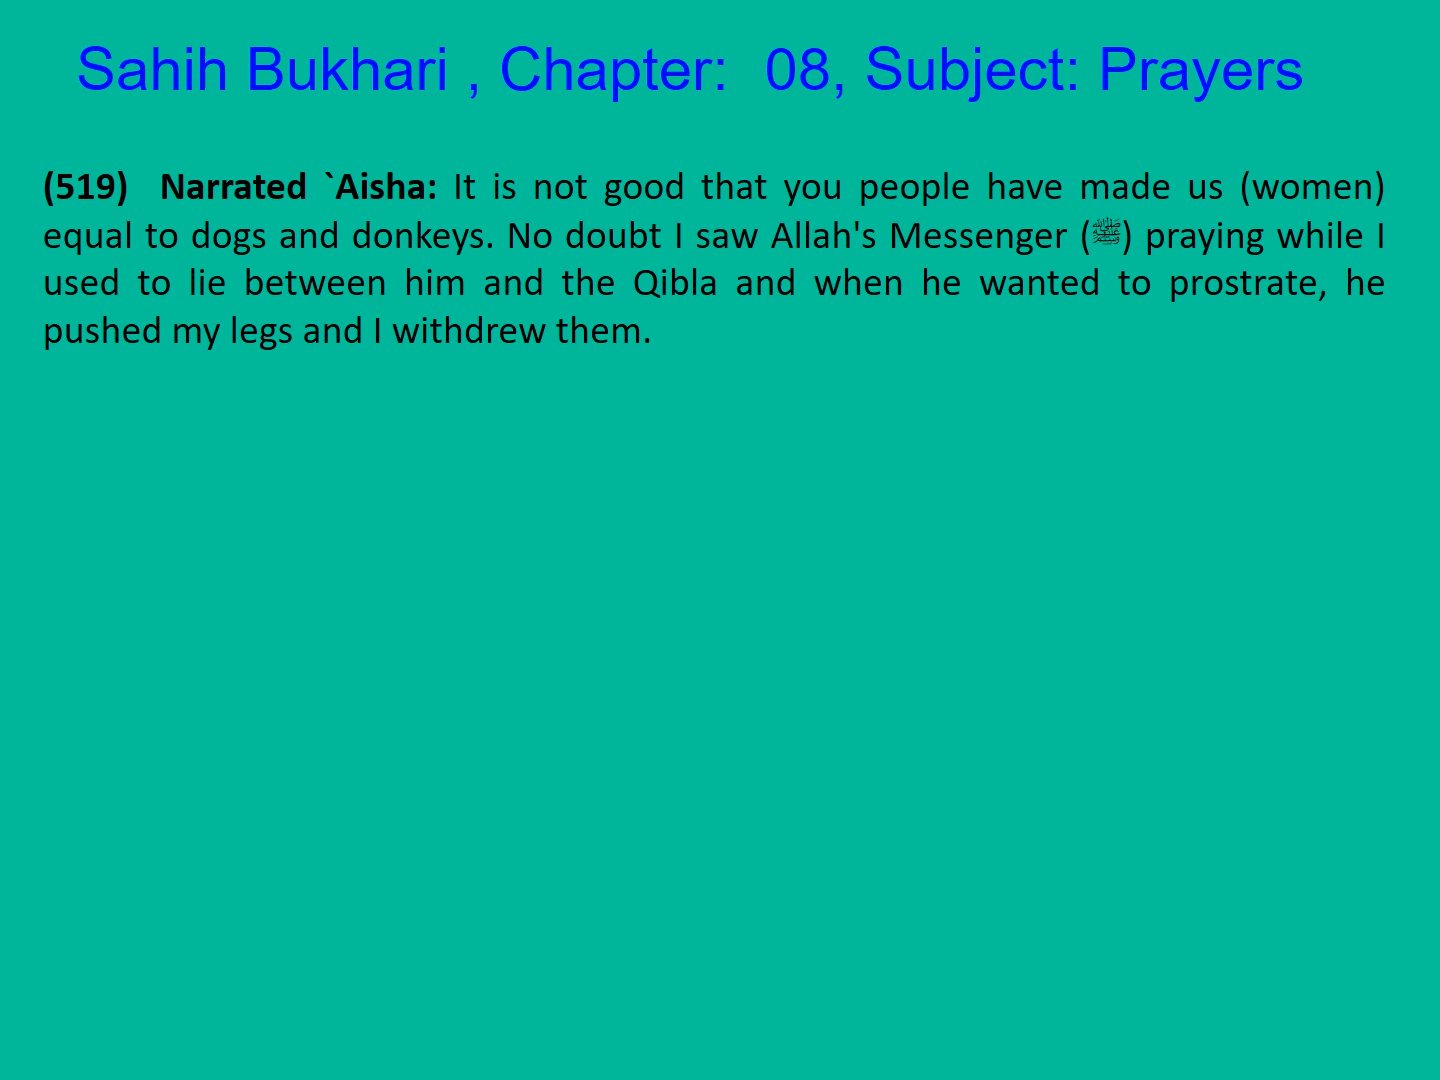 Sahih Bukhari , Chapter:  08, Subject: Prayers
(519)  Narrated `Aisha: It is not good that you people have made us (women)
equal to dogs and donkeys. No doubt I saw Allah's Messenger (ﷺ) praying while I
used to lie between him and the Qibla and when he wanted to prostrate, he
pushed my legs and I withdrew them.